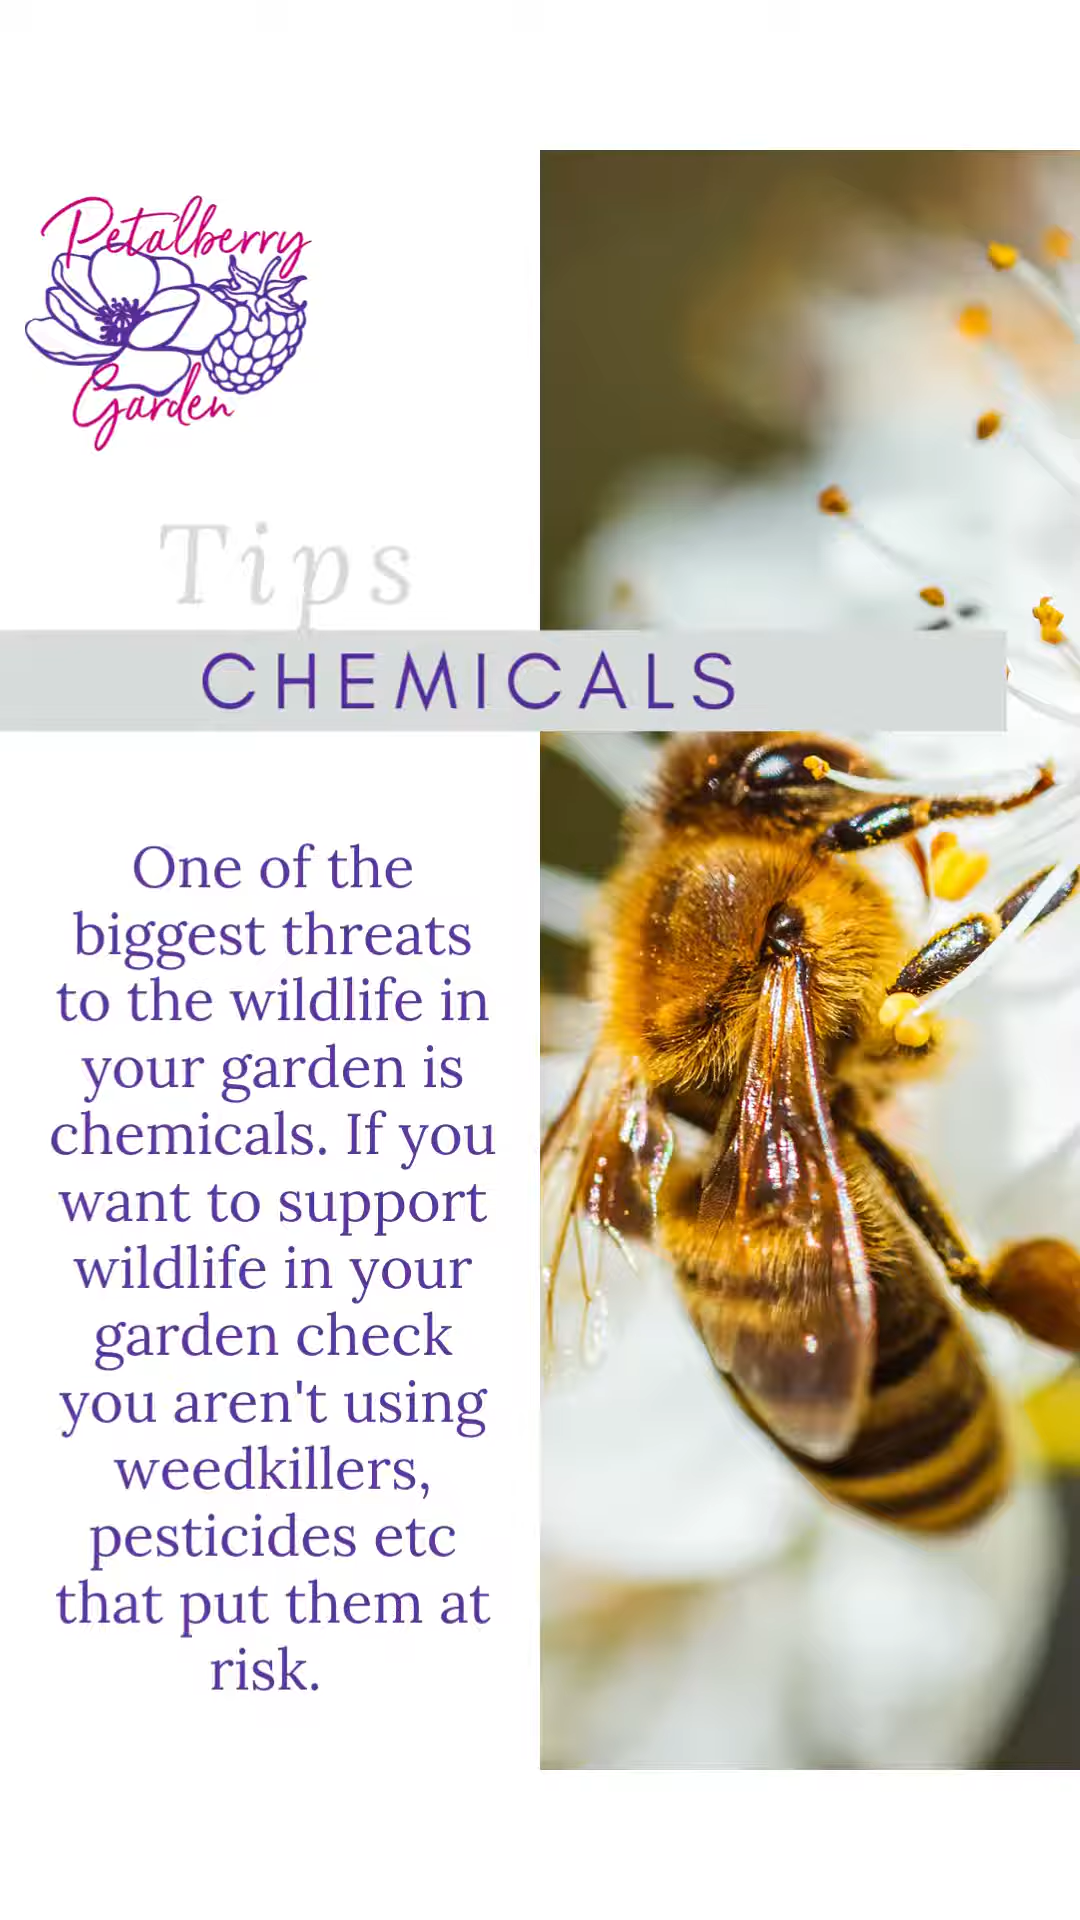 Petalberry
Garden
Tips
CHEMICALS
One of the
biggest threats
to the wildlife in
your garden is
chemicals. If you
want to support
wildlife in your
garden check
you aren't using
weedkillers,
pesticides etc
that put them at
risk.